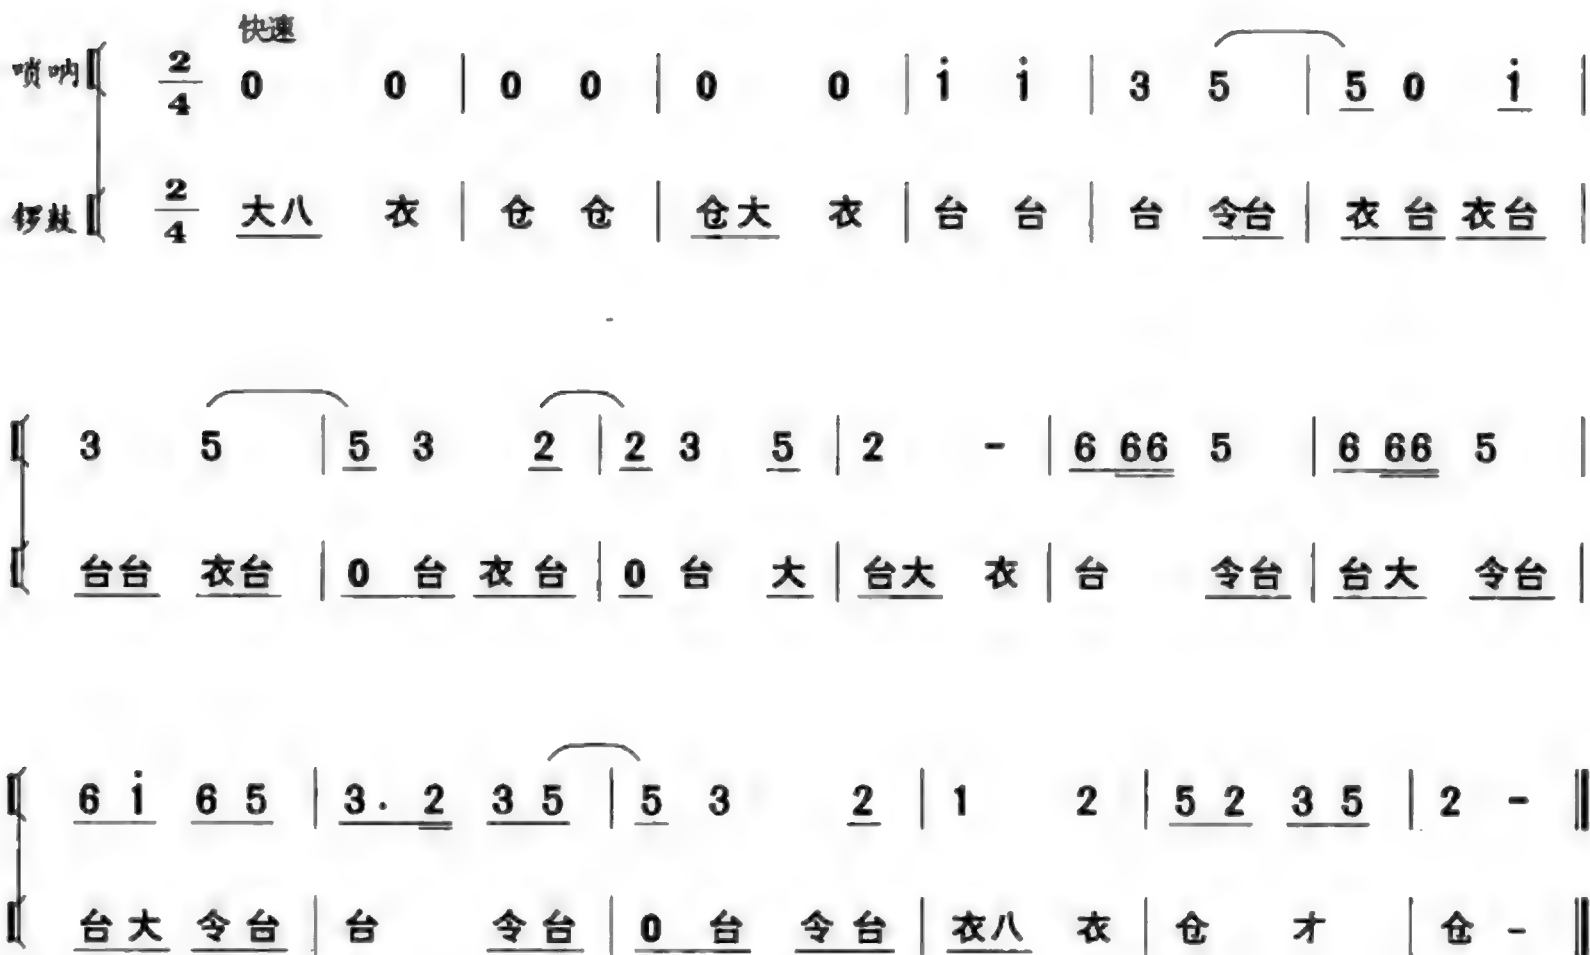 快速
唢呐 2/4 0 0 | 0 0 | 0 0 | i̇ i̇ | 3 5 | 5 0 i̇ |
锣鼓 2/4 大八 衣 | 仓 仓 | 仓大 衣 | 台 台 | 台 令台 | 衣台 衣台 |
3 5 | 5 3 2 | 2 3 5 | 2 - | 6 66 5 | 6 66 5 |
台台 衣台 | 0 台 衣台 | 0 台 大 | 台大 衣 | 台 令台 | 台大 令台 |
6 i̇ 6 5 | 3. 2 3 5 | 5 3 2 | 1 2 | 5 2 3 5 | 2 - ‖
台大 令台 | 台 令台 | 0 台 令台 | 衣八 衣 | 仓 才 | 仓 - ‖